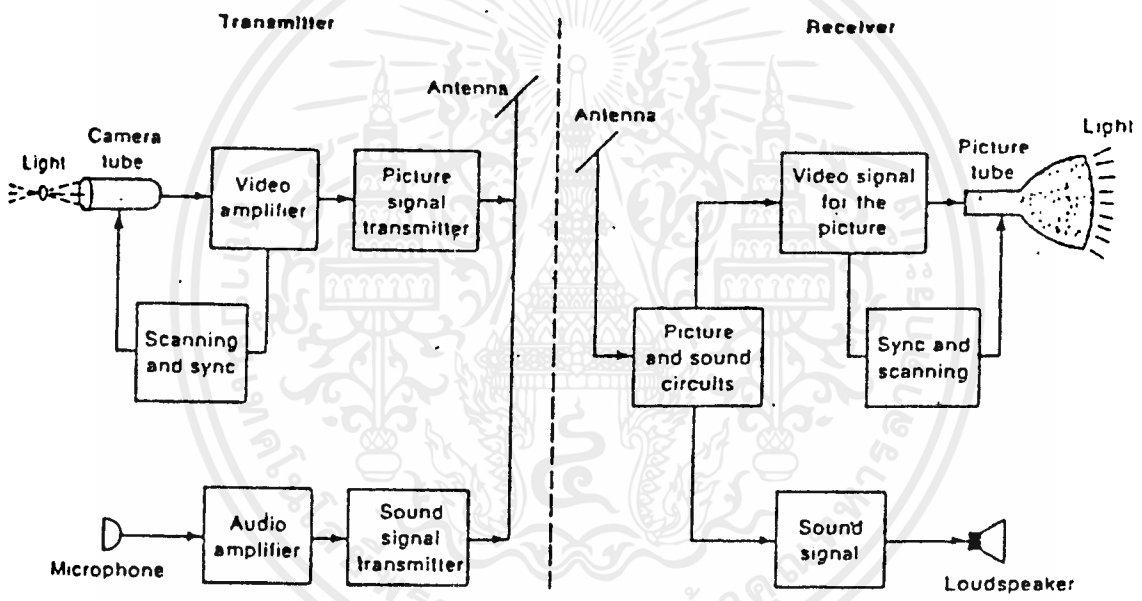 Transmitter
Receiver
Antenna
Antenna
Light
Camera
tube
Light
Picture
tube
Video
amplifier
Picture
signal
transmitter
Video signal
for the
picture
Scanning
and sync
Picture
and sound
circuits
Sync and
scanning
Audio
amplifier
Sound
signal
transmitter
Sound
signal
Microphone
Loudspeaker